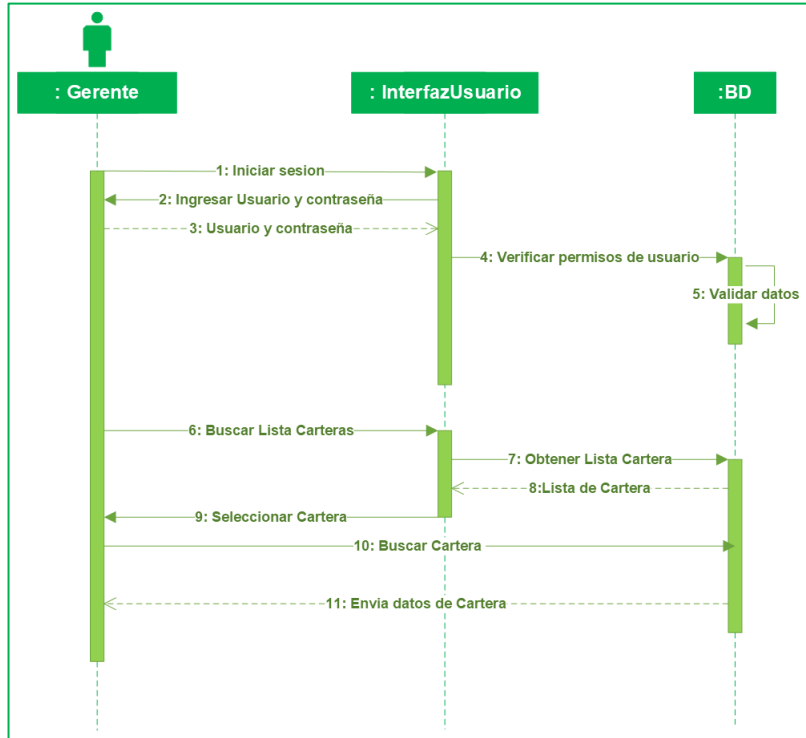 : Gerente
: InterfazUsuario
:BD
1: Iniciar sesion
2: Ingresar Usuario y contraseña
3: Usuario y contraseña
4: Verificar permisos de usuario
5: Validar datos
6: Buscar Lista Carteras
7: Obtener Lista Cartera
8:Lista de Cartera
9: Seleccionar Cartera
10: Buscar Cartera
11: Envia datos de Cartera